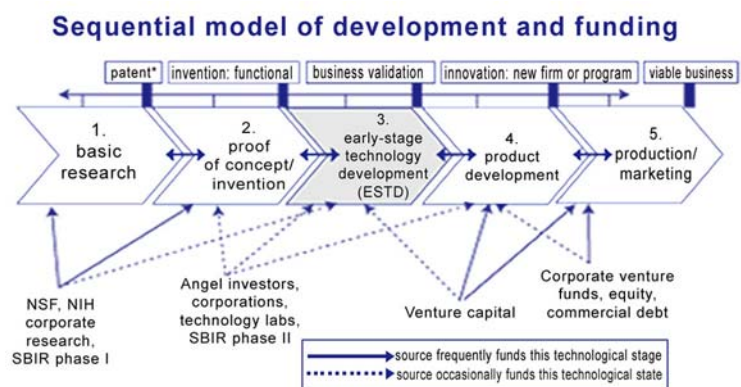 Sequential model of development and funding
patent*
invention: functional
business validation
innovation: new firm or program
viable business
1.
basic
research
2.
proof
of concept/
invention
3.
early-stage
technology
development
(ESTD)
4.
product
development
5.
production/
marketing
NSF, NIH
corporate
research,
SBIR phase I
Angel investors,
corporations,
technology labs,
SBIR phase II
Venture capital
Corporate venture
funds, equity,
commercial debt
source frequently funds this technological stage
source occasionally funds this technological state